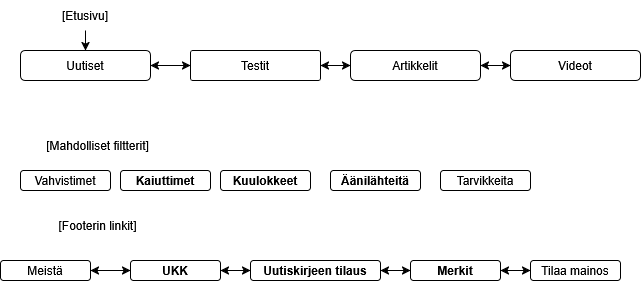 [Etusivu]
Uutiset Testit Artikkelit Videot
[Mahdolliset filtterit]
Vahvistimet Kaiuttimet Kuulokkeet Äänilähteitä Tarvikkeita
[Footerin linkit]
Meistä UKK Uutiskirjeen tilaus Merkit Tilaa mainos